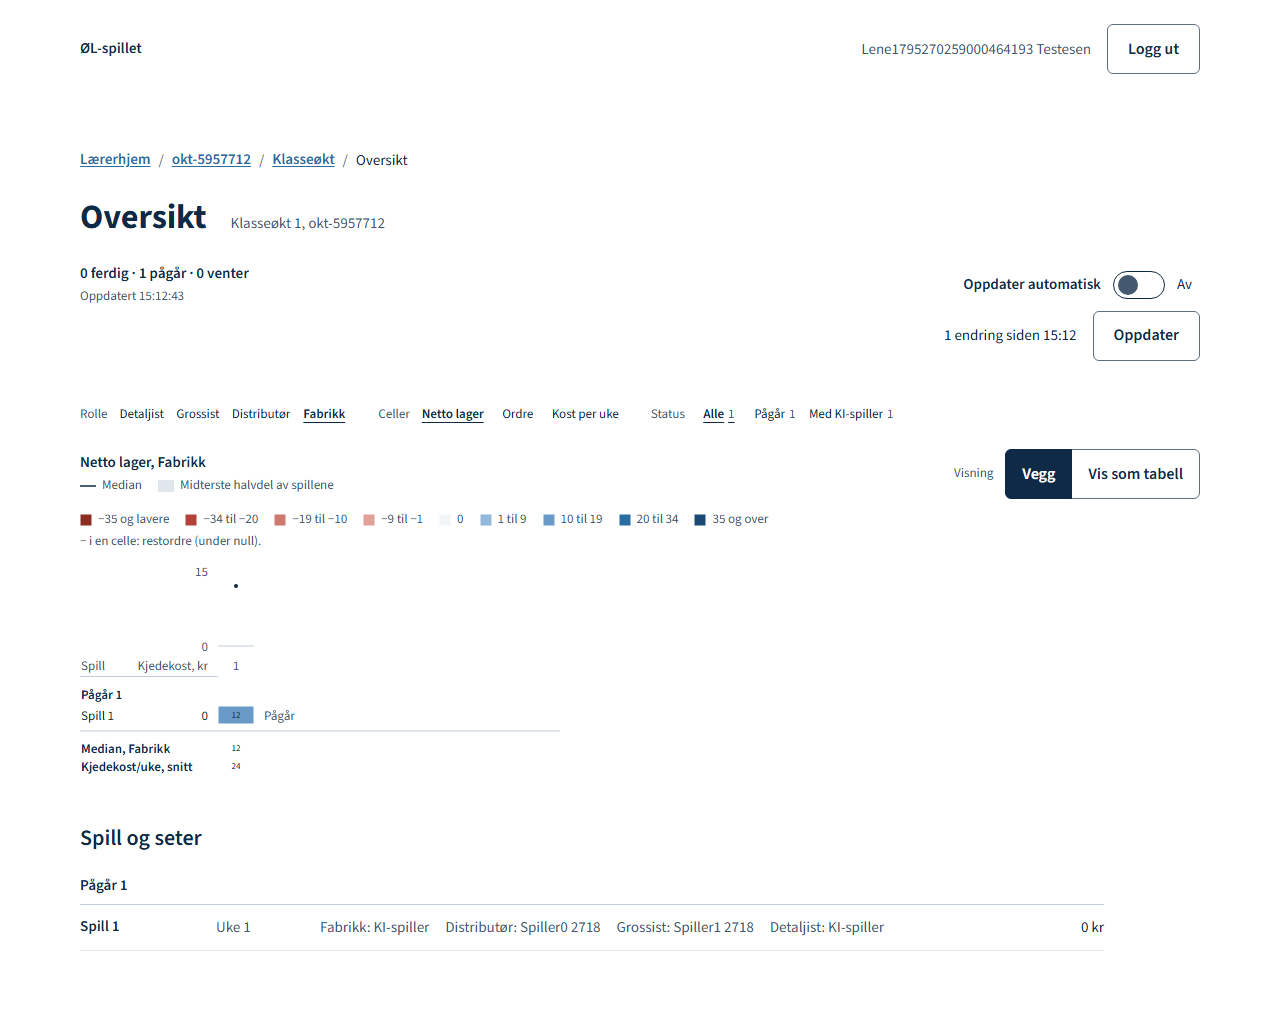 ØL-spillet
Lene1795270259000464193 Testesen
Logg ut
Lærerhjem / okt-5957712 / Klasseøkt / Oversikt
Oversikt
Klasseøkt 1, okt-5957712
0 ferdig · 1 pågår · 0 venter
Oppdatert 15:12:43
Oppdater automatisk
Av
1 endring siden 15:12
Oppdater
Rolle Detaljist Grossist Distributør Fabrikk Celler Netto lager Ordre Kost per uke Status Alle 1 Pågår 1 Med KI-spiller 1
Netto lager, Fabrikk
Median Midterste halvdel av spillene
Visning Vegg Vis som tabell
−35 og lavere −34 til −20 −19 til −10 −9 til −1 0 1 til 9 10 til 19 20 til 34 35 og over
− i en celle: restordre (under null).
15
0
Spill Kjedekost, kr 1
Pågår 1
Spill 1 0 12 Pågår
Median, Fabrikk 12
Kjedekost/uke, snitt 24
Spill og seter
Pågår 1
Spill 1 Uke 1 Fabrikk: KI-spiller Distributør: Spiller0 2718 Grossist: Spiller1 2718 Detaljist: KI-spiller 0 kr